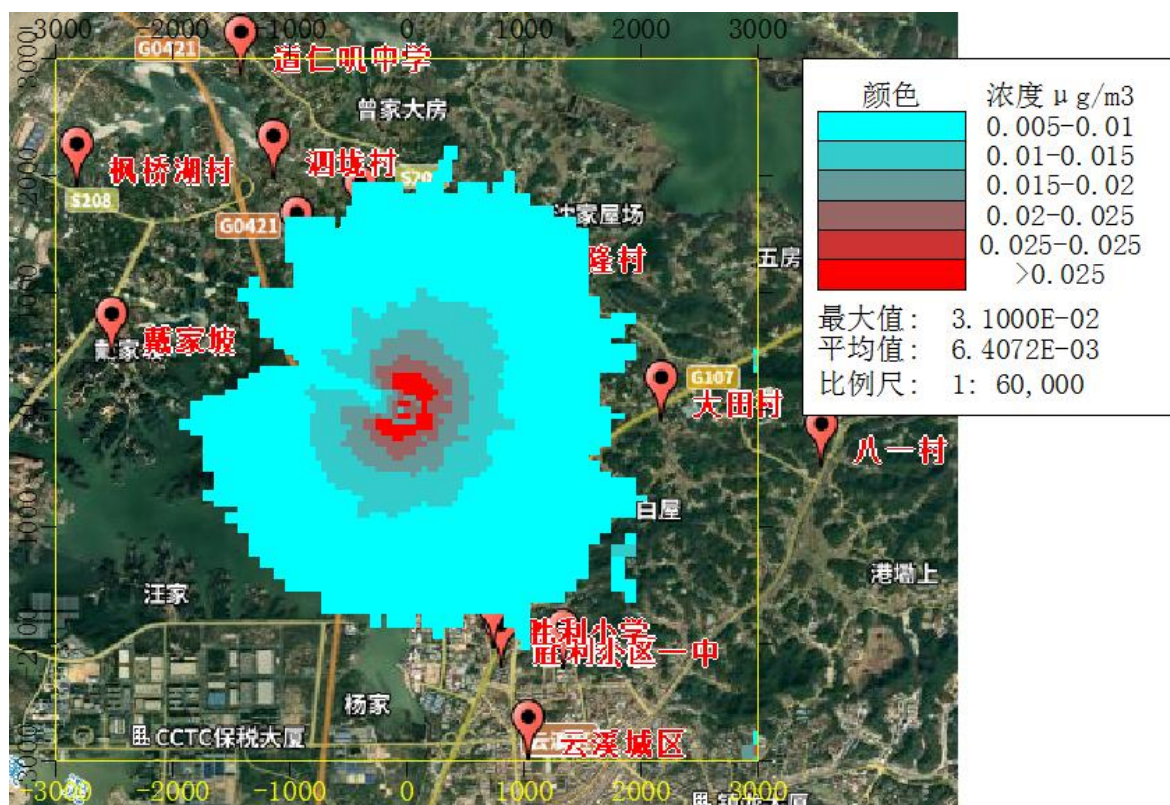 -3000 -2000 -1000 0 1000 2000 3000
G0421
道仁矶中学
曾家大房
枫桥湖村
泗垅村
S208
S20
G0421
沈家屋场
隆村
五房
戴家坡
G107
大田村
八一村
白屋
港墈上
汪家
胜利小学
杨家
CCTC保税大厦
云溪城区
-3000 -2000 -1000 0 1000 2000 3000
颜色 浓度μg/m3
0.005-0.01
0.01-0.015
0.015-0.02
0.02-0.025
0.025-0.025
>0.025
最大值: 3.1000E-02
平均值: 6.4072E-03
比例尺: 1: 60,000